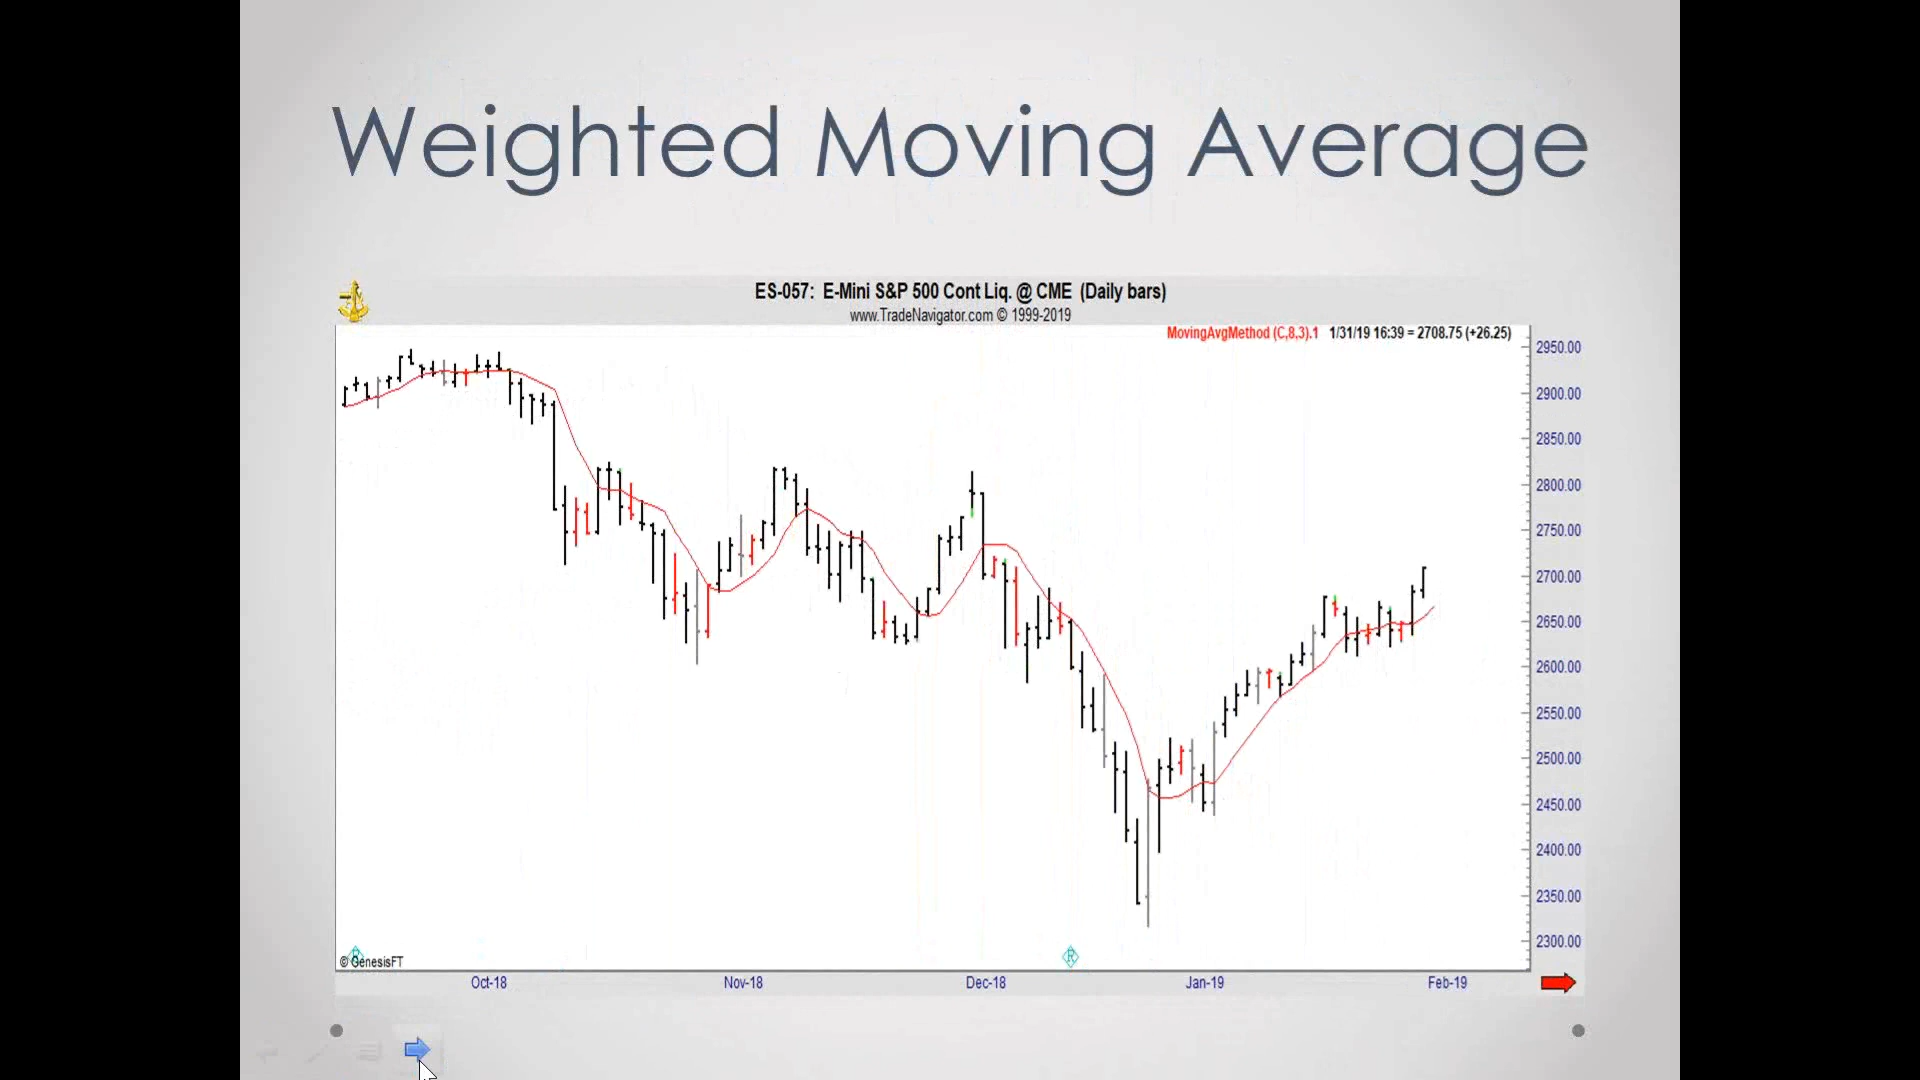 Weighted Moving Average
ES-057: E-Mini S&P 500 Cont Liq. @ CME (Daily bars)
www.TradeNavigator.com © 1999-2019
MovingAvgMethod (C,8,3).1 1/31/19 16:39 = 2708.75 (+26.25)
2950.00
2900.00
2850.00
2800.00
2750.00
2700.00
2650.00
2600.00
2550.00
2500.00
2450.00
2400.00
2350.00
2300.00
R
R
© GenesisFT
Oct-18 Nov-18 Dec-18 Jan-19 Feb-19